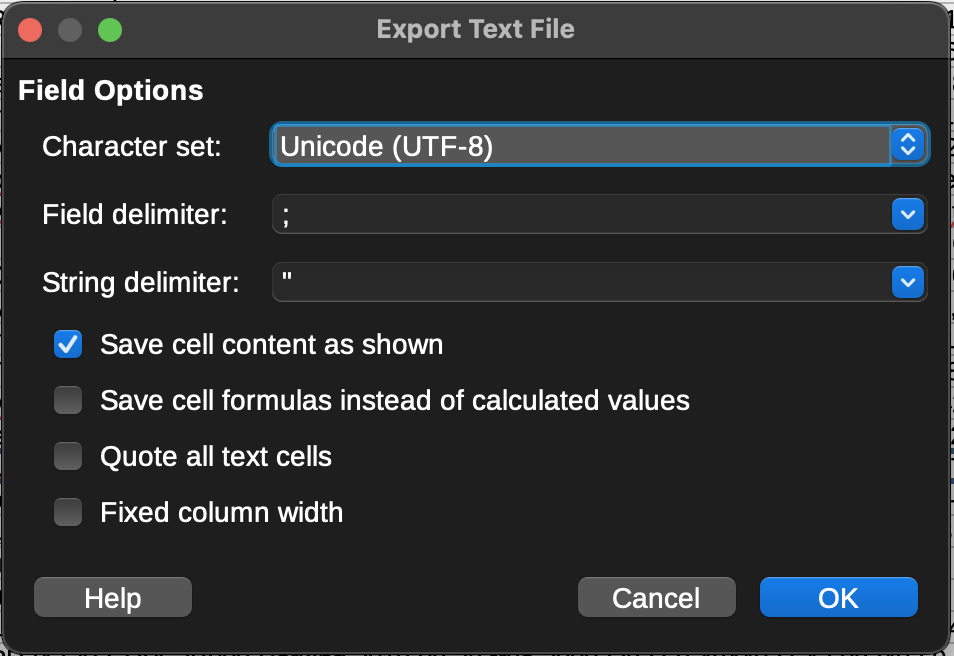 Export Text File
Field Options
Character set: Unicode (UTF-8)
Field delimiter: ;
String delimiter: "
Save cell content as shown
Save cell formulas instead of calculated values
Quote all text cells
Fixed column width
Help Cancel OK